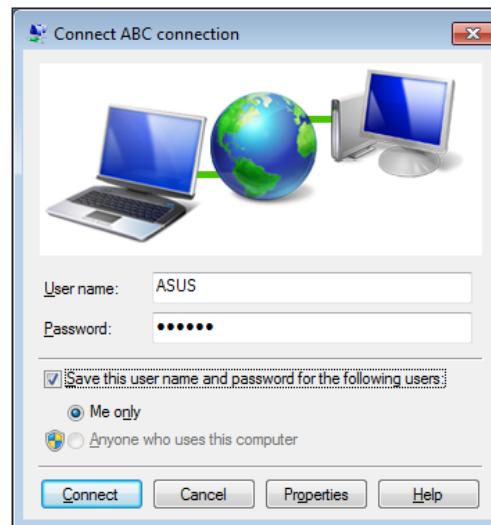 Connect ABC connection
User name: ASUS
Password: ••••••
Save this user name and password for the following users:
Me only
Anyone who uses this computer
Connect Cancel Properties Help